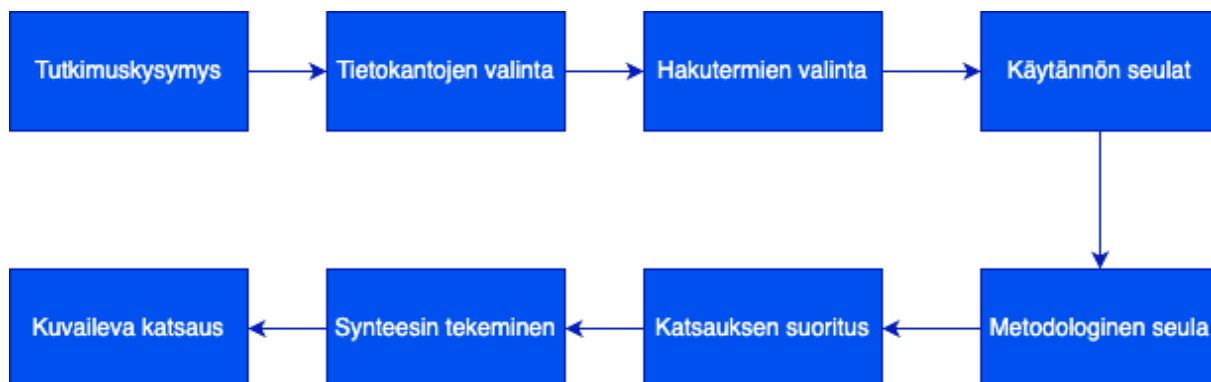 Tutkimuskysymys
Tietokantojen valinta
Hakutermien valinta
Käytännön seulat
Metodologinen seula
Katsauksen suoritus
Synteesin tekeminen
Kuvaileva katsaus